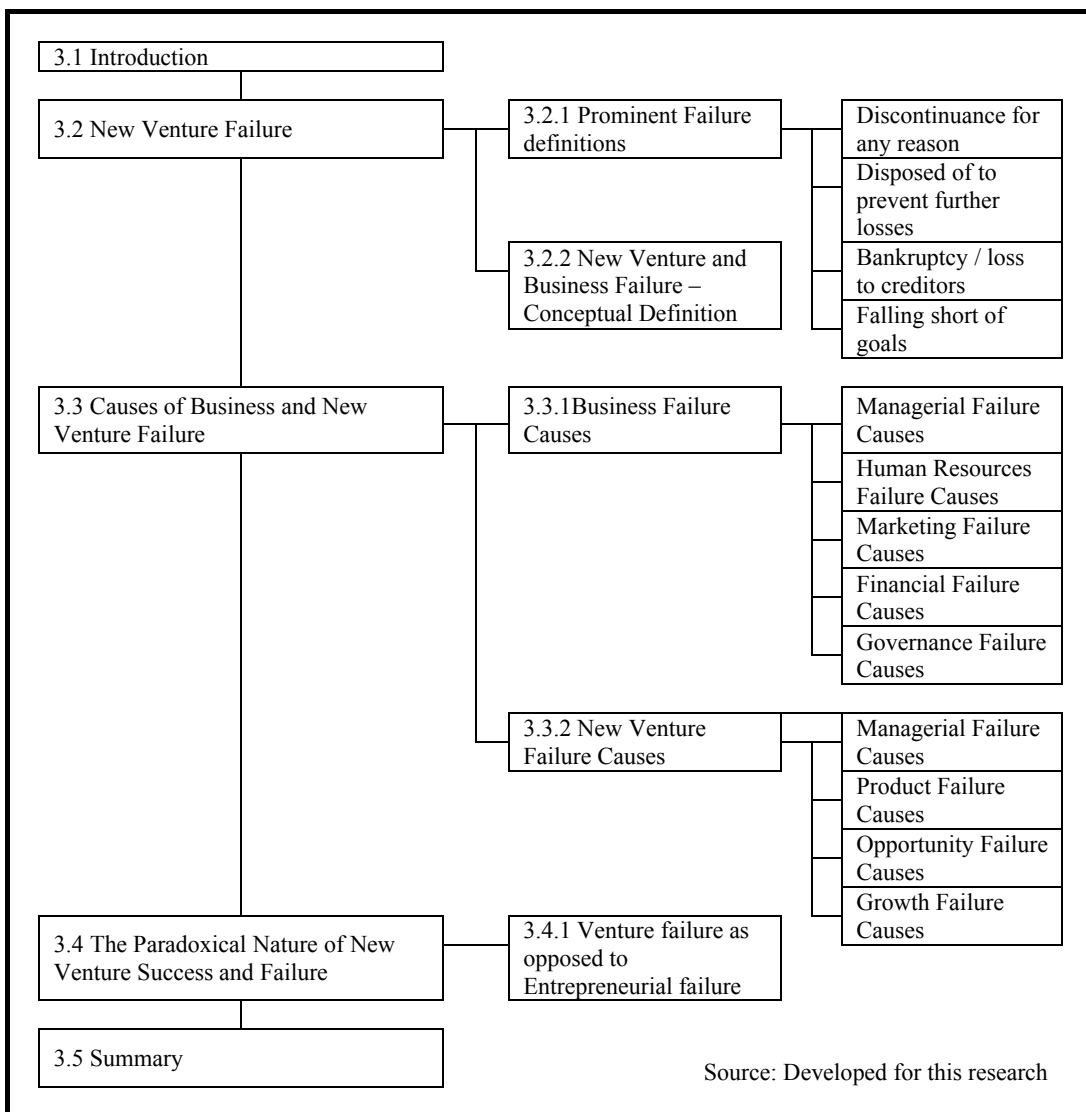 3.1 Introduction
3.2 New Venture Failure
3.2.1 Prominent Failure
definitions
Discontinuance for
any reason
Disposed of to
prevent further
losses
3.2.2 New Venture and
Business Failure –
Conceptual Definition
Bankruptcy / loss
to creditors
Falling short of
goals
3.3 Causes of Business and New
Venture Failure
3.3.1Business Failure
Causes
Managerial Failure
Causes
Human Resources
Failure Causes
Marketing Failure
Causes
Financial Failure
Causes
Governance Failure
Causes
3.3.2 New Venture
Failure Causes
Managerial Failure
Causes
Product Failure
Causes
Opportunity Failure
Causes
Growth Failure
Causes
3.4 The Paradoxical Nature of New
Venture Success and Failure
3.4.1 Venture failure as
opposed to
Entrepreneurial failure
3.5 Summary
Source: Developed for this research